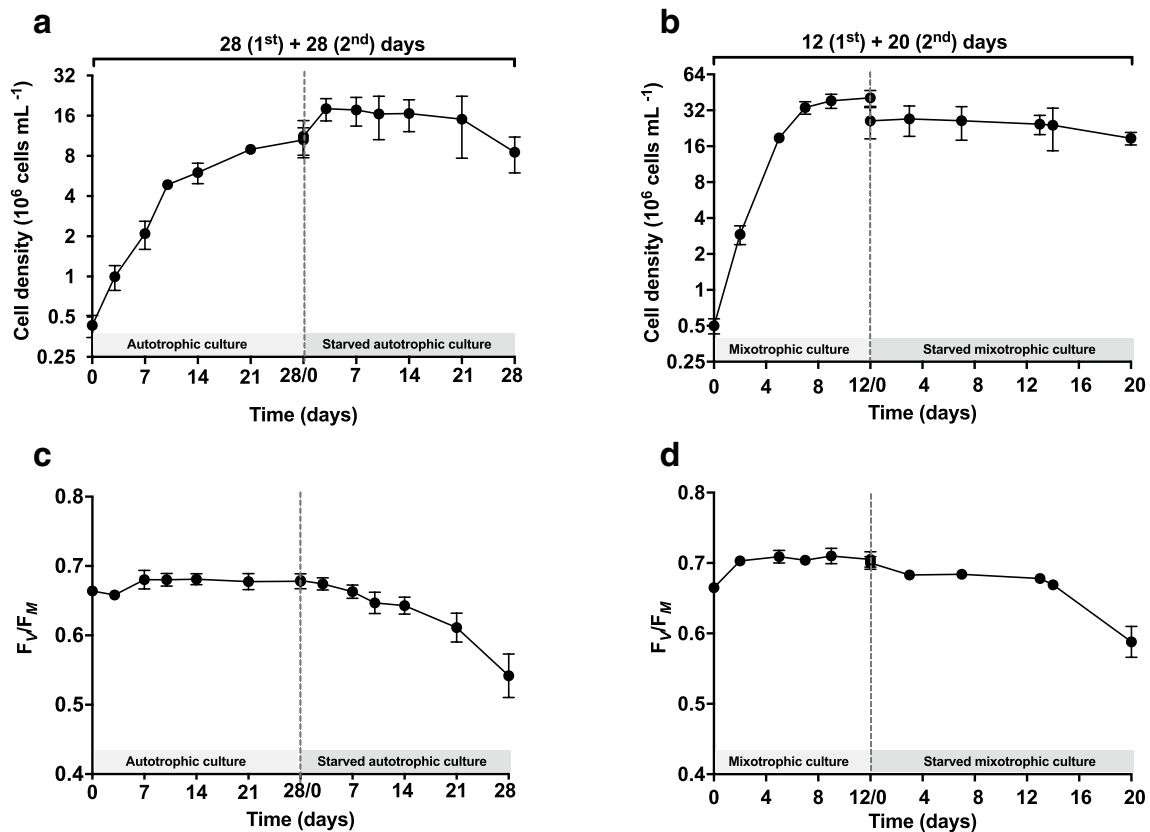 a
28 (1st) + 28 (2nd) days
Cell density (10⁶ cells mL ⁻¹)
32
16
8
4
2
1
0.5
0.25
Autotrophic culture
Starved autotrophic culture
0 7 14 21 28/0 7 14 21 28
Time (days)
b
12 (1st) + 20 (2nd) days
Cell density (10⁶ cells mL ⁻¹)
64
32
16
8
4
2
1
0.5
0.25
Mixotrophic culture
Starved mixotrophic culture
0 4 8 12/0 4 8 12 16 20
Time (days)
c
FV/FM
0.8
0.7
0.6
0.5
0.4
Autotrophic culture
Starved autotrophic culture
0 7 14 21 28/0 7 14 21 28
Time (days)
d
FV/FM
0.8
0.7
0.6
0.5
0.4
Mixotrophic culture
Starved mixotrophic culture
0 4 8 12/0 4 8 12 16 20
Time (days)